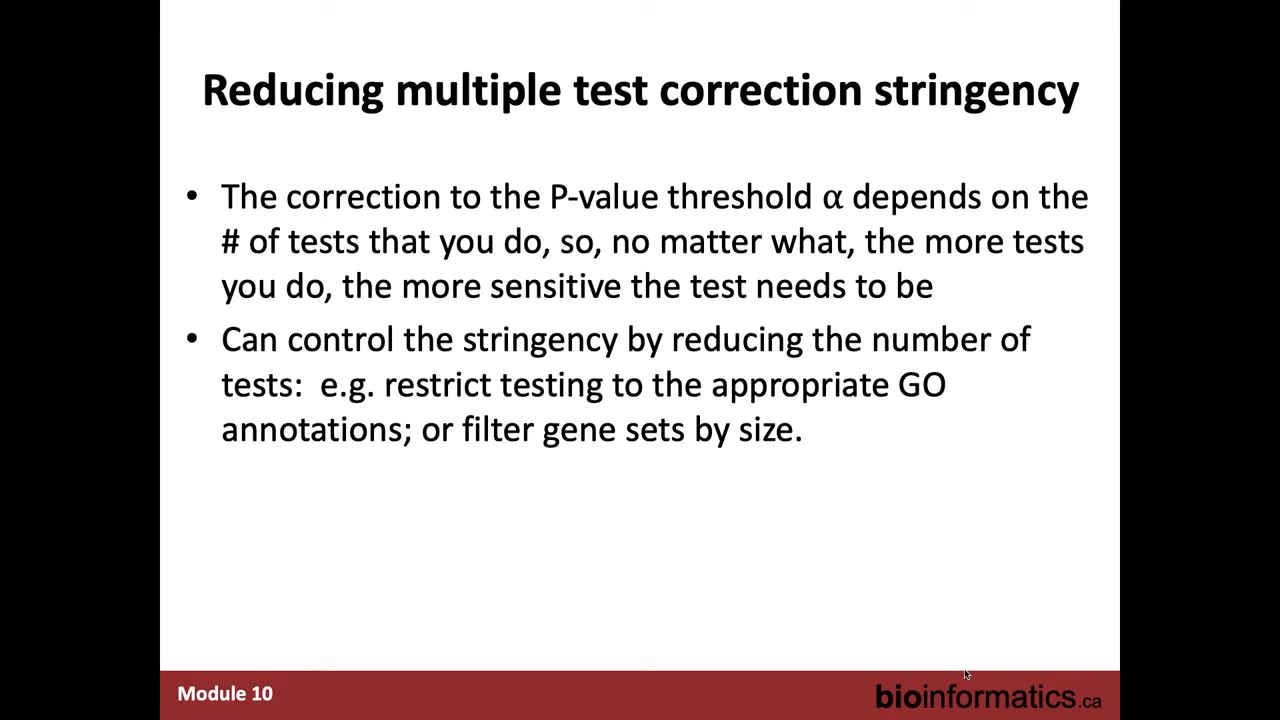 Reducing multiple test correction stringency
• The correction to the P-value threshold α depends on the
# of tests that you do, so, no matter what, the more tests
you do, the more sensitive the test needs to be
• Can control the stringency by reducing the number of
tests:  e.g. restrict testing to the appropriate GO
annotations; or filter gene sets by size.
Module 10
bioinformatics.ca